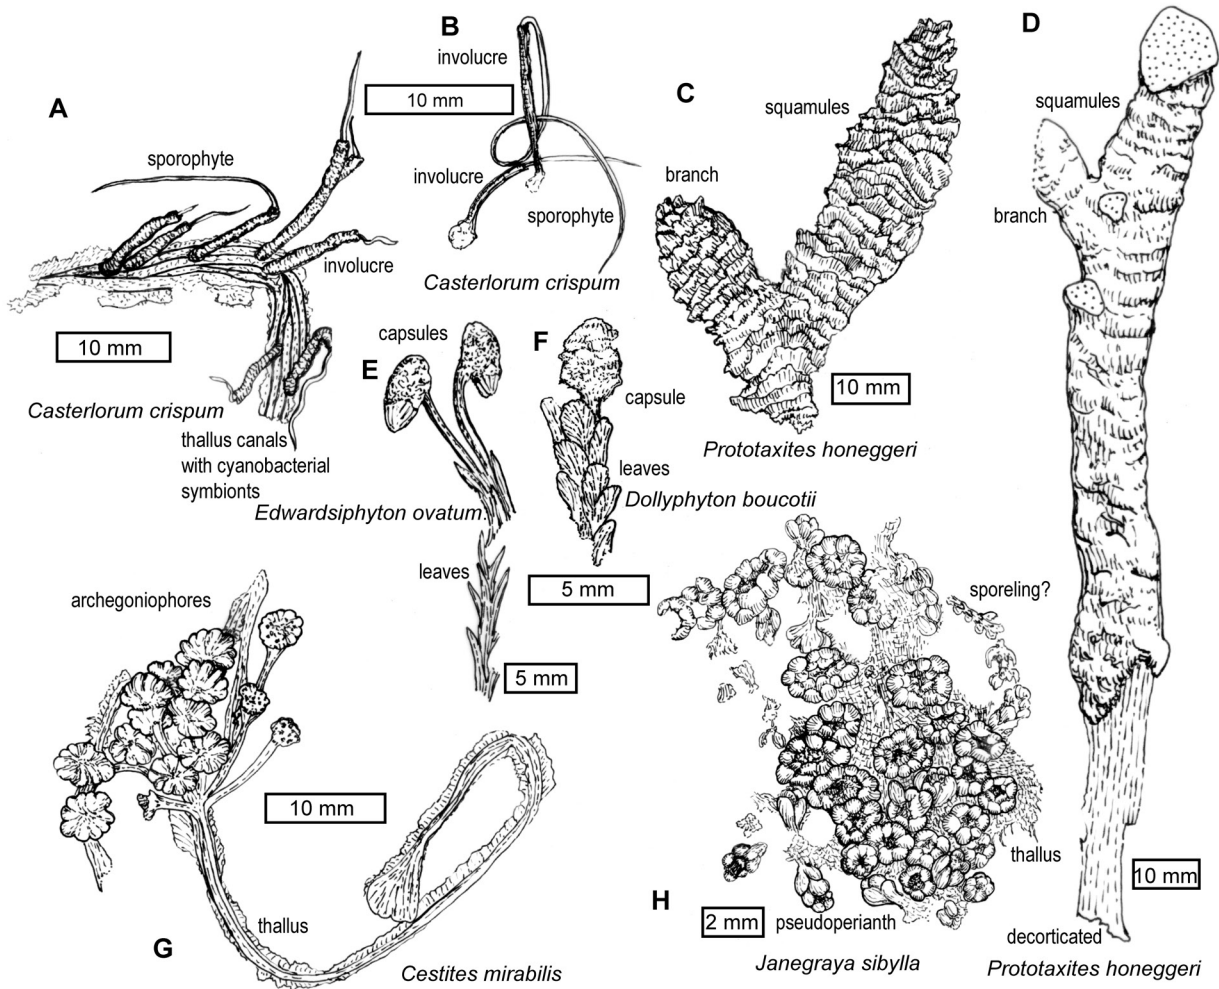 A
sporophyte
involucre
10 mm
Casterlorum crispum
thallus canals
with cyanobacterial
symbionts
B
involucre
10 mm
involucre
sporophyte
Casterlorum crispum
C
squamules
branch
10 mm
Prototaxites honeggeri
D
squamules
branch
10 mm
decorticated
Prototaxites honeggeri
E
capsules
Edwardsiphyton ovatum
leaves
5 mm
F
capsule
leaves
Dollyphyton boucotii
5 mm
archegoniophores
10 mm
thallus
G
Cestites mirabilis
sporeling?
thallus
H
2 mm
pseudoperianth
Janegraya sibylla